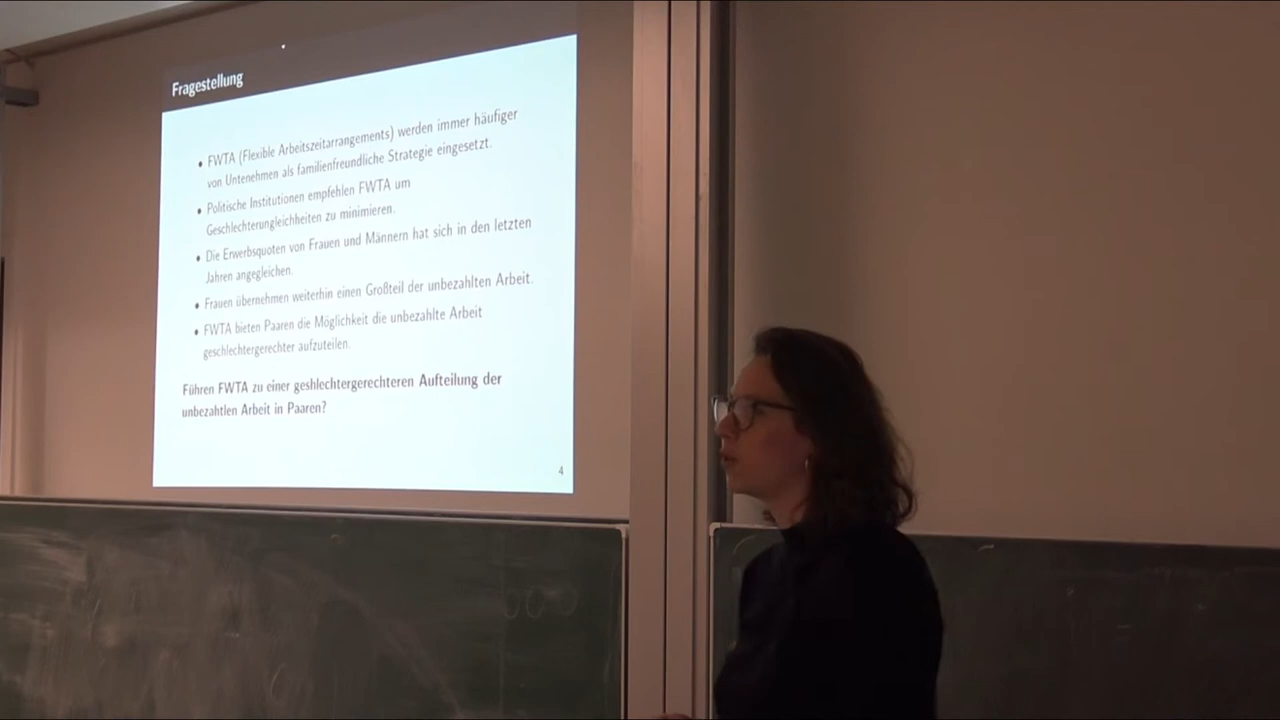 Fragestellung
• FWTA (Flexible Arbeitszeitarrangements) werden immer häufiger
von Untenehmen als familienfreundliche Strategie eingesetzt.
• Politische Institutionen empfehlen FWTA um
Geschlechterungleichheiten zu minimieren.
• Die Erwerbsquoten von Frauen und Männern hat sich in den letzten
Jahren angeglichen.
• Frauen übernehmen weiterhin einen Großteil der unbezahlten Arbeit.
• FWTA bieten Paaren die Möglichkeit die unbezahlte Arbeit
geschlechtergerechter aufzuteilen.
Führen FWTA zu einer geshlechtergerechteren Aufteilung der
unbezahtlen Arbeit in Paaren?
4